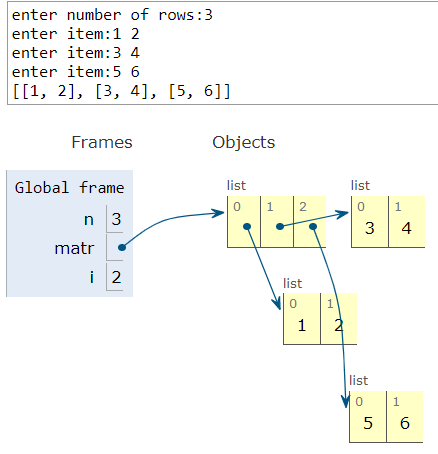 enter number of rows:3
enter item:1 2
enter item:3 4
enter item:5 6
[[1, 2], [3, 4], [5, 6]]
Frames Objects
Global frame
n 3
matr
i 2
list
0 1 2
list
0 1
3 4
list
0 1
1 2
list
0 1
5 6